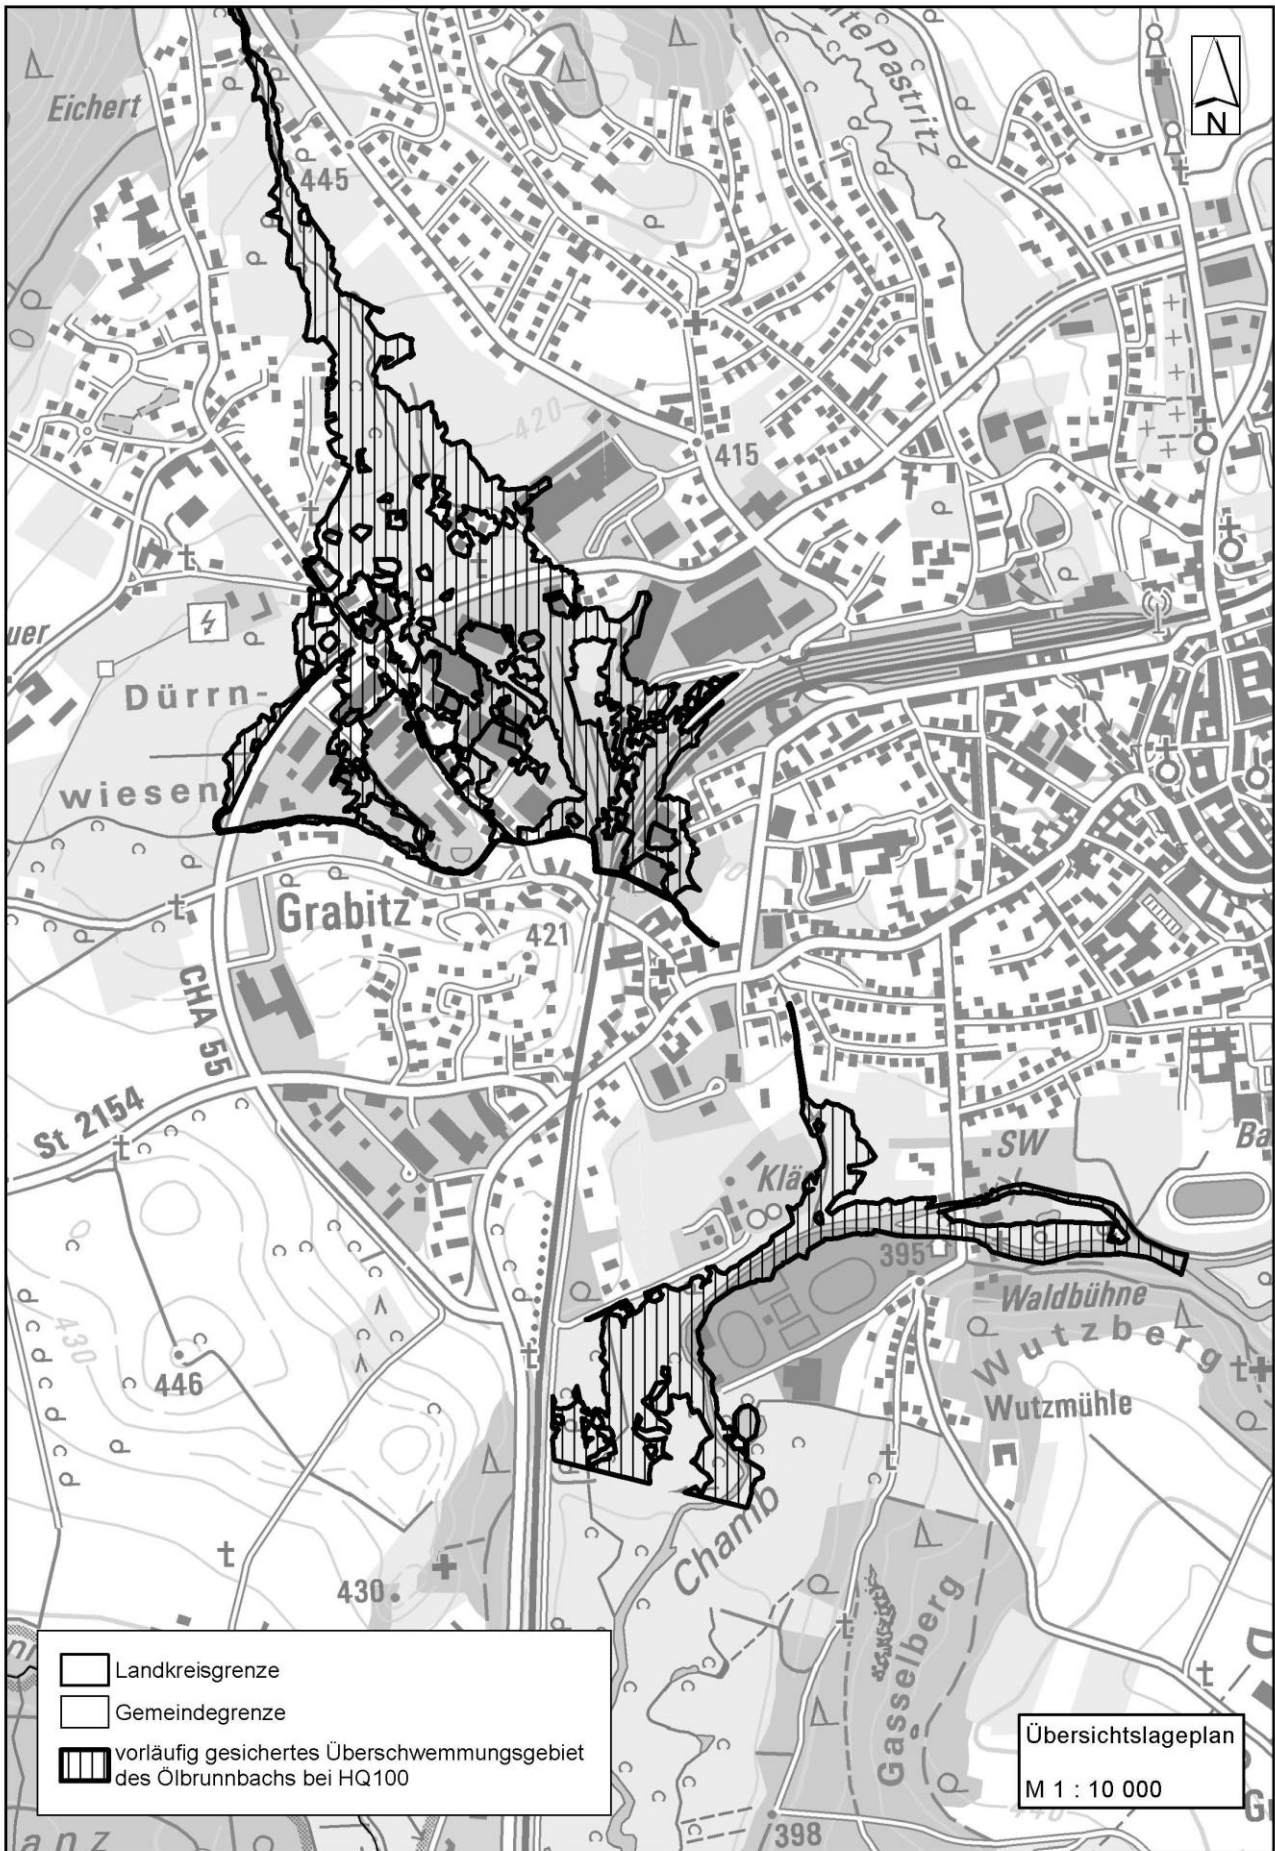 Eichert
445
Pastritz
N
420
415
Dürrn-
wiesen
Grabitz
421
CHA 55
St 2154
SW
395
Waldbühne
Wutzberg
Wutzmühle
430
446
Chamb
430
Gasselberg
398
440
Landkreisgrenze
Gemeindegrenze
vorläufig gesichertes Überschwemmungsgebiet
des Ölbrunnbachs bei HQ100
Übersichtslageplan
M 1 : 10 000